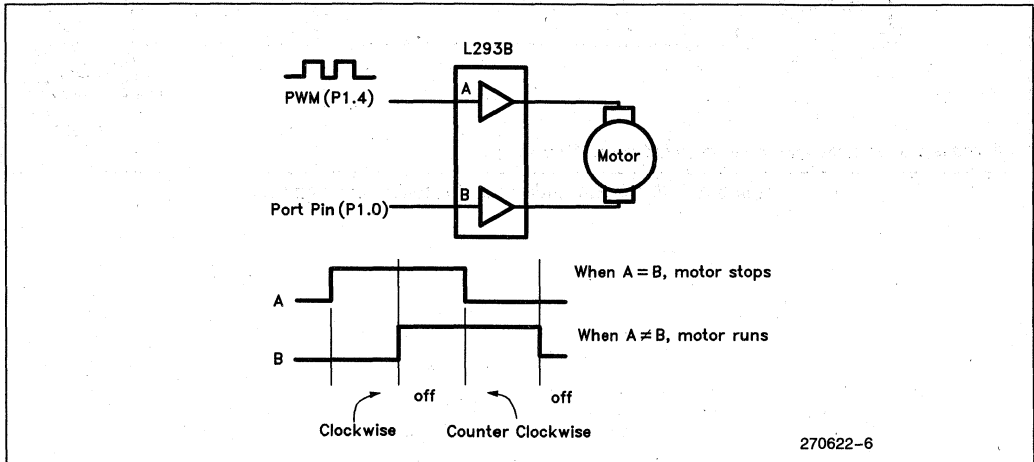 L293B
PWM (P1.4)
A
Motor
Port Pin (P1.0)
B
A
When A = B, motor stops
B
When A ≠ B, motor runs
off
off
Clockwise
Counter Clockwise
270622-6